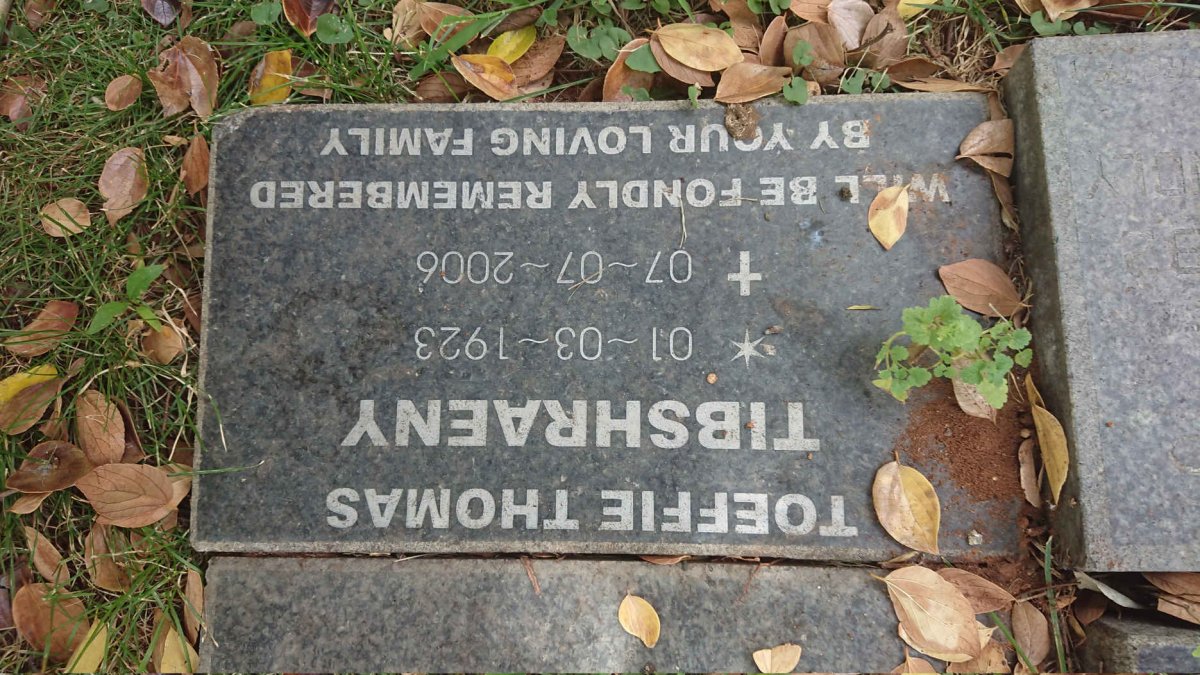 TOEFFIE THOMAS
TIBSHRAENY
01~03~1923
07~07~2006
WILL BE FONDLY REMEMBERED
BY YOUR LOVING FAMILY